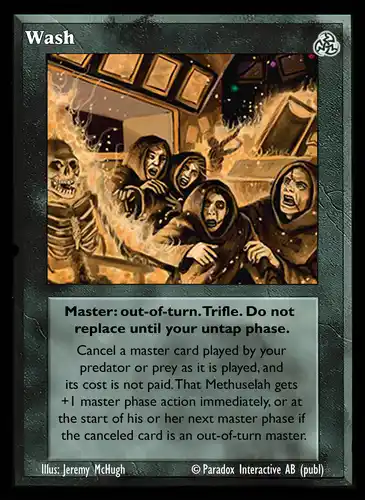 Wash
Master: out-of-turn. Trifle. Do not
replace until your untap phase.
Cancel a master card played by your
predator or prey as it is played, and
its cost is not paid. That Methuselah gets
+1 master phase action immediately, or at
the start of his or her next master phase if
the canceled card is an out-of-turn master.
Illus: Jeremy McHugh © Paradox Interactive AB (publ)